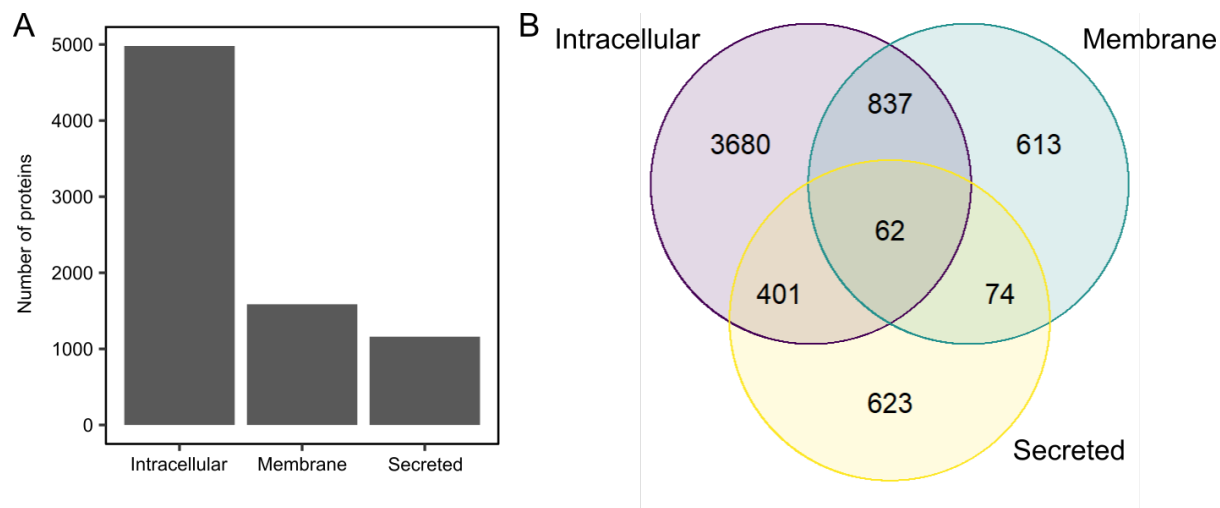 A
Number of proteins
5000
4000
3000
2000
1000
0
Intracellular Membrane Secreted
B
Intracellular
Membrane
837
3680
613
62
401
74
623
Secreted